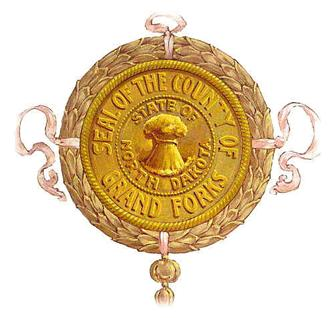 SEAL OF THE COUNTY OF
GRAND FORKS
STATE OF
NORTH DAKOTA